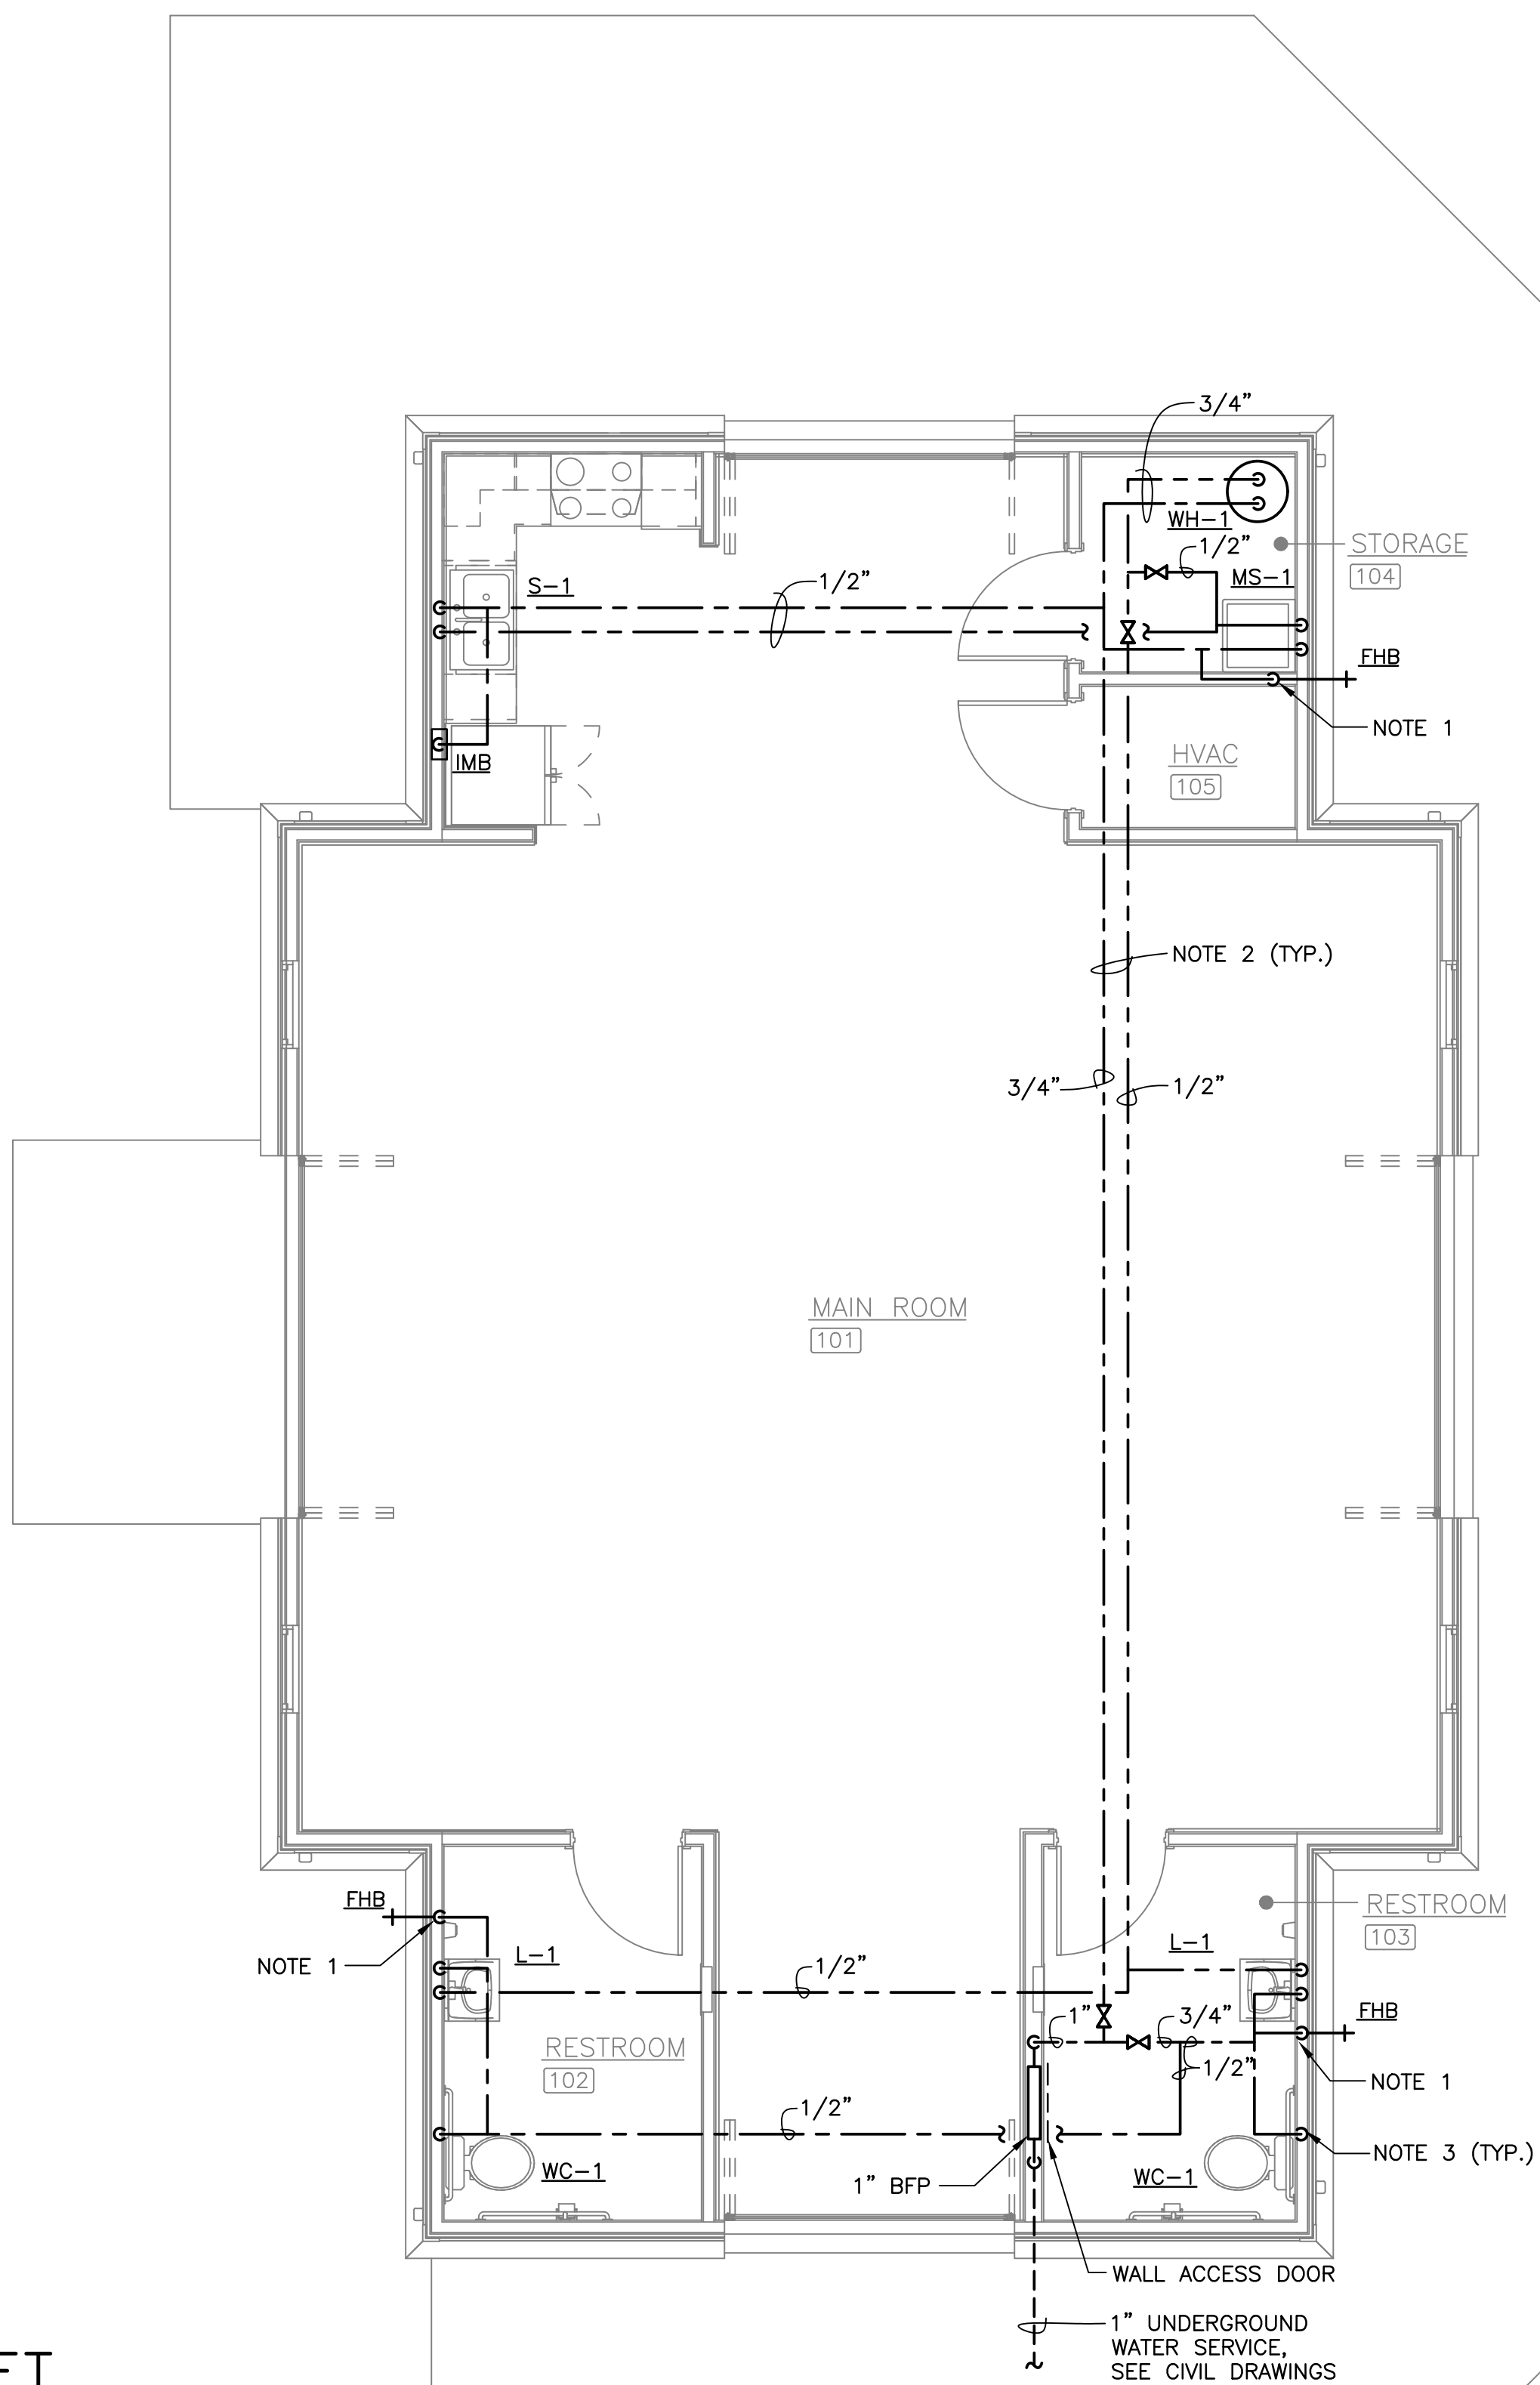 3/4"
WH-1
STORAGE
104
1/2"
MS-1
S-1
1/2"
FHB
NOTE 1
IMB
HVAC
105
NOTE 2 (TYP.)
3/4"
1/2"
MAIN ROOM
101
FHB
NOTE 1
L-1
1/2"
L-1
RESTROOM
103
1"
3/4"
FHB
1/2"
NOTE 1
RESTROOM
102
1/2"
WC-1
1" BFP
WC-1
NOTE 3 (TYP.)
WALL ACCESS DOOR
1" UNDERGROUND
WATER SERVICE,
SEE CIVIL DRAWINGS